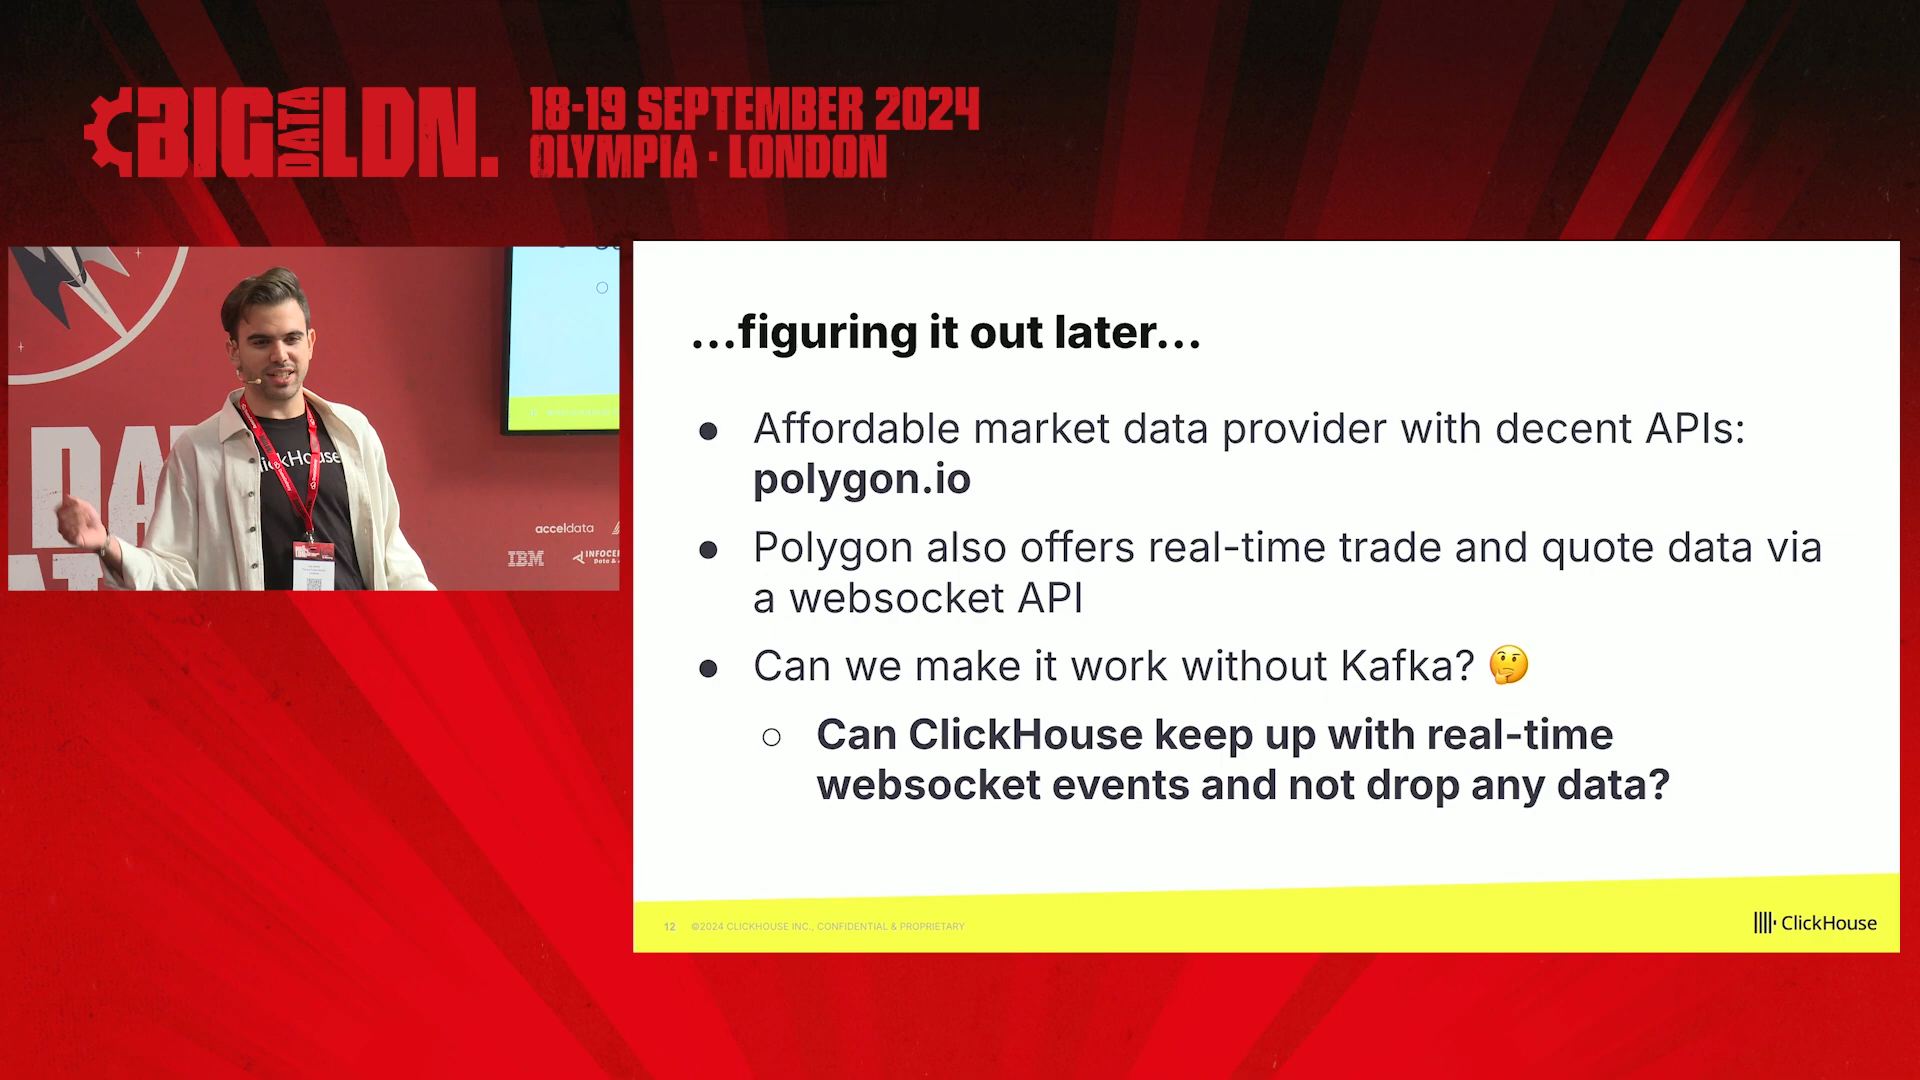 BIG DATA LDN.
18-19 SEPTEMBER 2024
OLYMPIA · LONDON
ickHouse
acceldata
IBM
…figuring it out later…
● Affordable market data provider with decent APIs:
polygon.io
● Polygon also offers real-time trade and quote data via
a websocket API
● Can we make it work without Kafka? 🤔
○ Can ClickHouse keep up with real-time
websocket events and not drop any data?
12 ©2024 CLICKHOUSE INC., CONFIDENTIAL & PROPRIETARY
ClickHouse